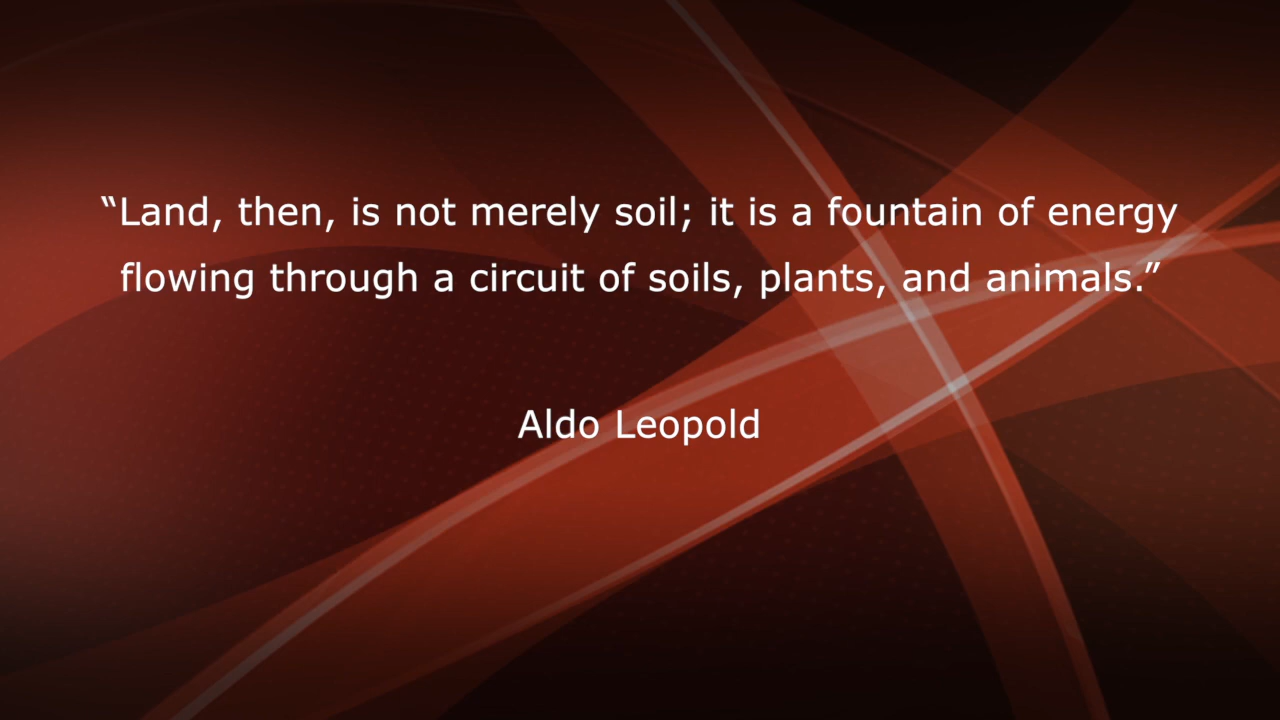 “Land, then, is not merely soil; it is a fountain of energy
flowing through a circuit of soils, plants, and animals.”
Aldo Leopold